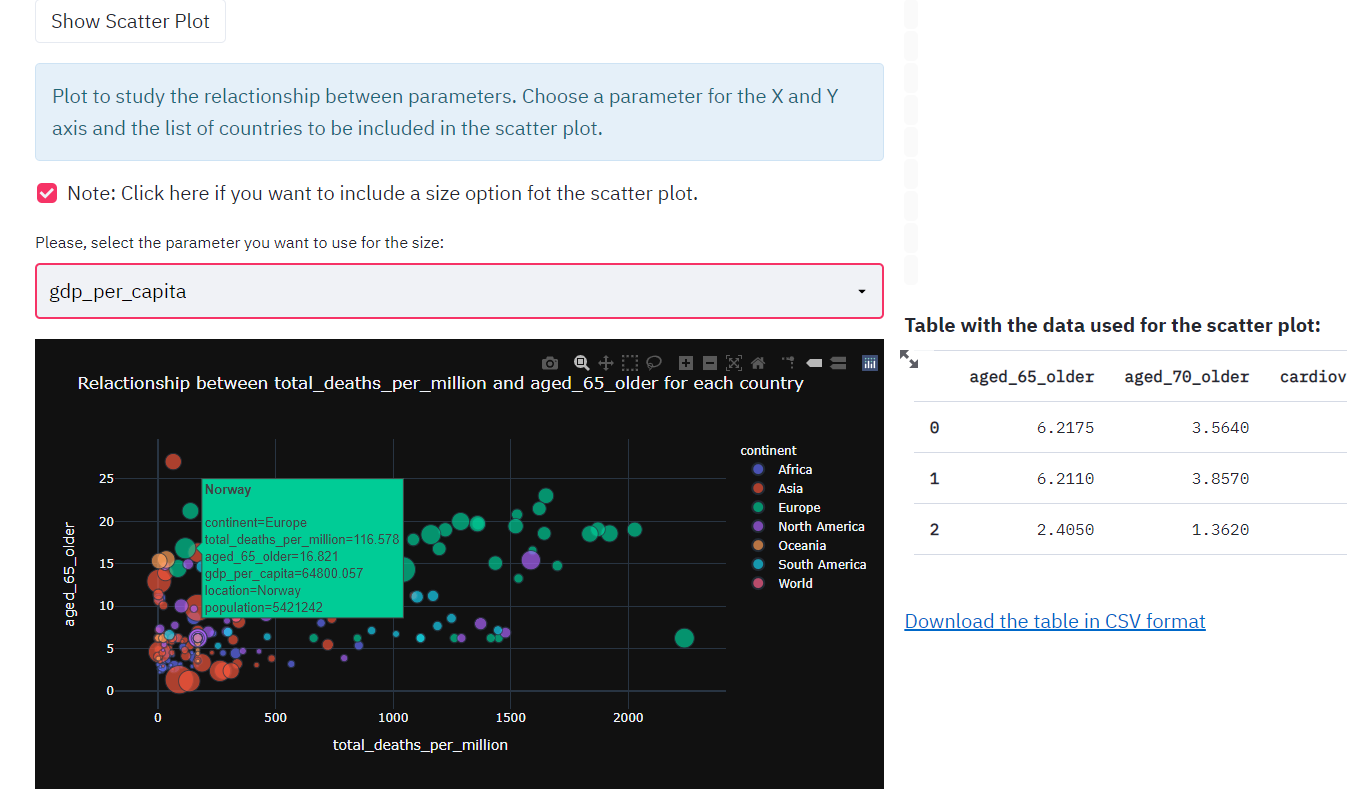 Show Scatter Plot
Plot to study the relactionship between parameters. Choose a parameter for the X and Y
axis and the list of countries to be included in the scatter plot.
Note: Click here if you want to include a size option fot the scatter plot.
Please, select the parameter you want to use for the size:
gdp_per_capita
Relactionship between total_deaths_per_million and aged_65_older for each country
aged_65_older
25
20
15
10
5
0
0 500 1000 1500 2000
total_deaths_per_million
Norway
continent=Europe
total_deaths_per_million=116.578
aged_65_older=16.821
gdp_per_capita=64800.057
location=Norway
population=5421242
continent
Africa
Asia
Europe
North America
Oceania
South America
World
Table with the data used for the scatter plot:
aged_65_older aged_70_older cardiov
0 6.2175 3.5640
1 6.2110 3.8570
2 2.4050 1.3620
Download the table in CSV format